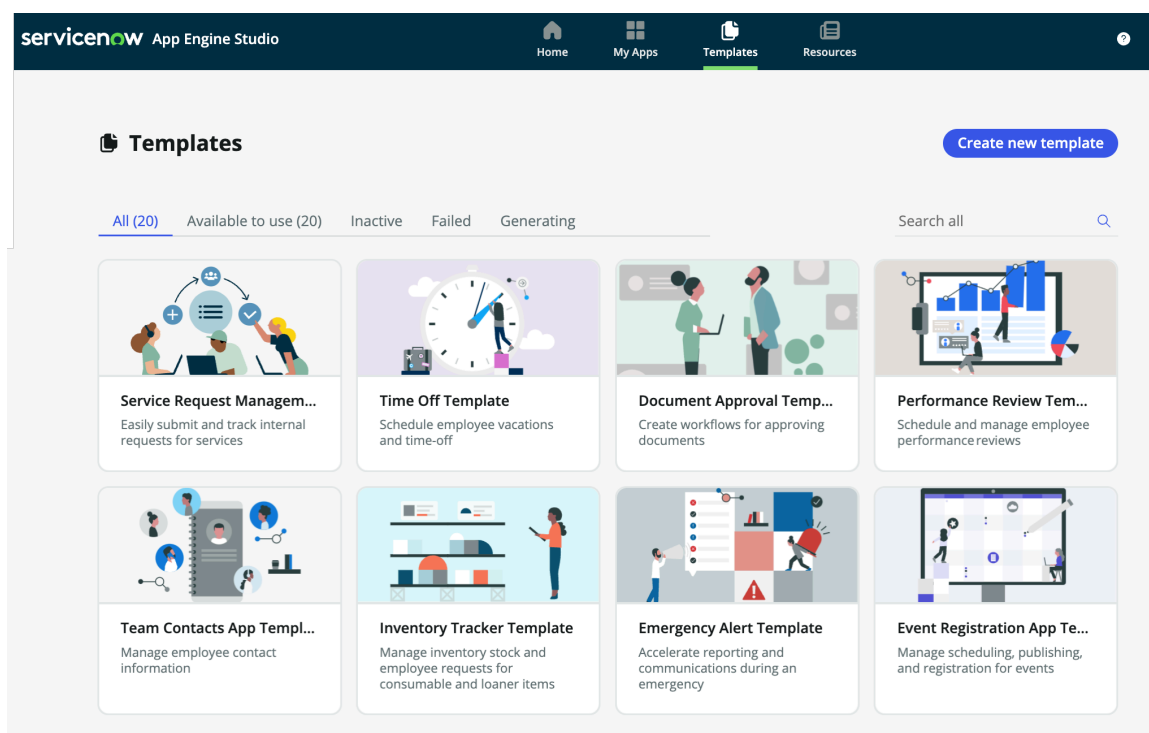 servicenow App Engine Studio
Home
My Apps
Templates
Resources
?
Templates
Create new template
All (20)
Available to use (20)
Inactive
Failed
Generating
Search all
Service Request Managem...
Easily submit and track internal
requests for services
Time Off Template
Schedule employee vacations
and time-off
Document Approval Temp...
Create workflows for approving
documents
Performance Review Tem...
Schedule and manage employee
performance reviews
Team Contacts App Templ...
Manage employee contact
information
Inventory Tracker Template
Manage inventory stock and
employee requests for
consumable and loaner items
Emergency Alert Template
Accelerate reporting and
communications during an
emergency
Event Registration App Te...
Manage scheduling, publishing,
and registration for events